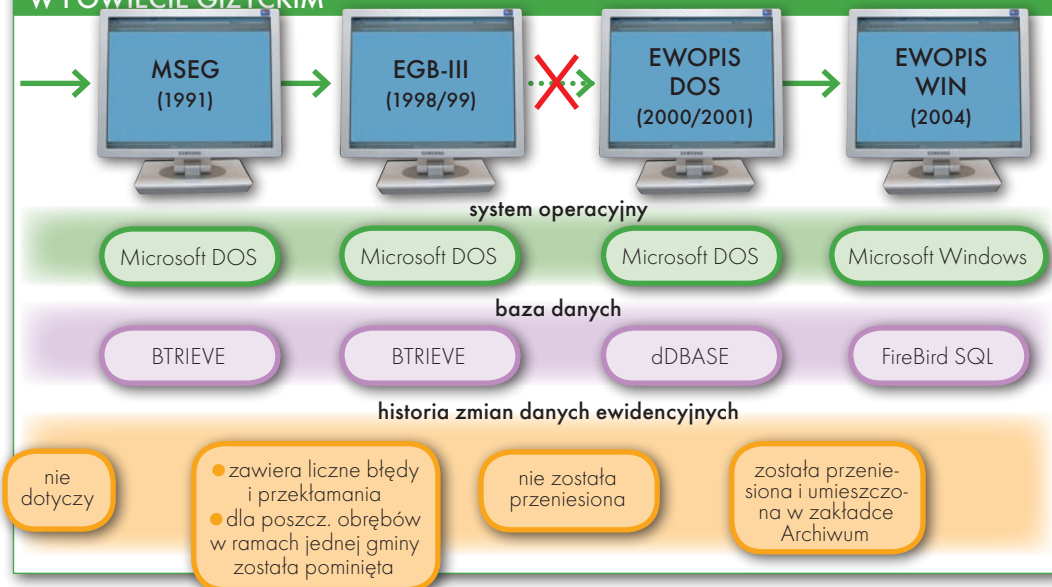 W POWIECIE GIŻYCKIM
MSEG
(1991)
EGB-III
(1998/99)
EWOPIS
DOS
(2000/2001)
EWOPIS
WIN
(2004)
system operacyjny
Microsoft DOS
Microsoft DOS
Microsoft DOS
Microsoft Windows
baza danych
BTRIEVE
BTRIEVE
dDBASE
FireBird SQL
historia zmian danych ewidencyjnych
nie
dotyczy
● zawiera liczne błędy
i przekłamania
● dla poszcz. obrębów
w ramach jednej gminy
została pominięta
nie została
przeniesiona
została przenie-
siona i umieszczo-
na w zakładce
Archiwum